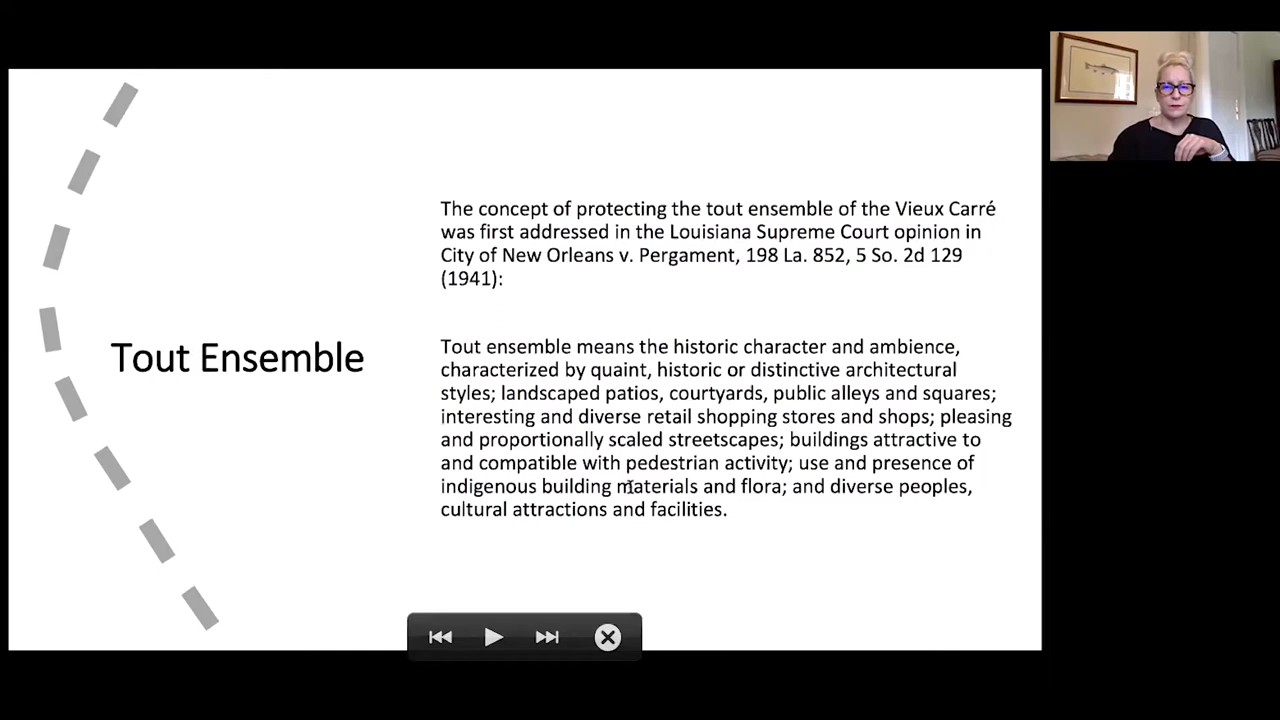 Tout Ensemble
The concept of protecting the tout ensemble of the Vieux Carré
was first addressed in the Louisiana Supreme Court opinion in
City of New Orleans v. Pergament, 198 La. 852, 5 So. 2d 129
(1941):
Tout ensemble means the historic character and ambience,
characterized by quaint, historic or distinctive architectural
styles; landscaped patios, courtyards, public alleys and squares;
interesting and diverse retail shopping stores and shops; pleasing
and proportionally scaled streetscapes; buildings attractive to
and compatible with pedestrian activity; use and presence of
indigenous building materials and flora; and diverse peoples,
cultural attractions and facilities.